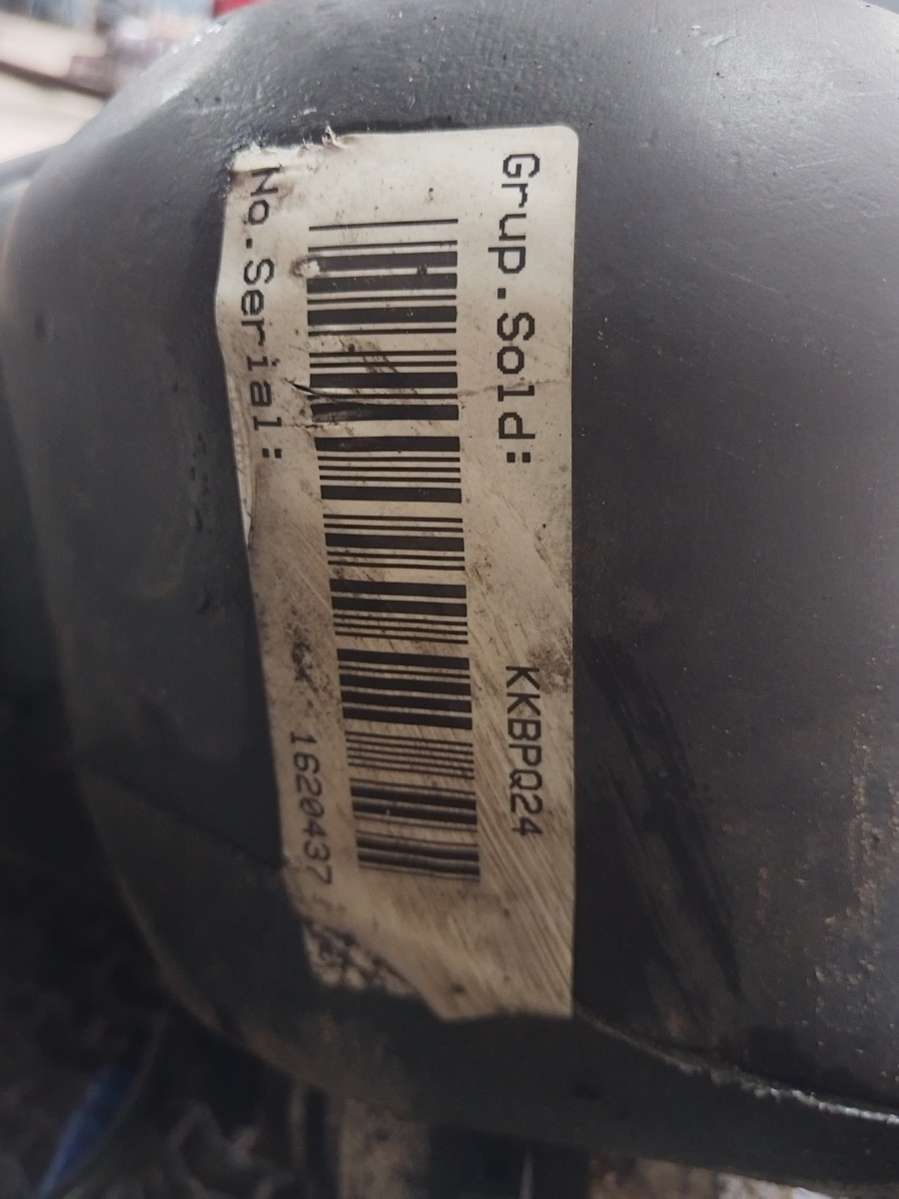 Grup.Sold: KKBPQ24
No.Serial: 1620437